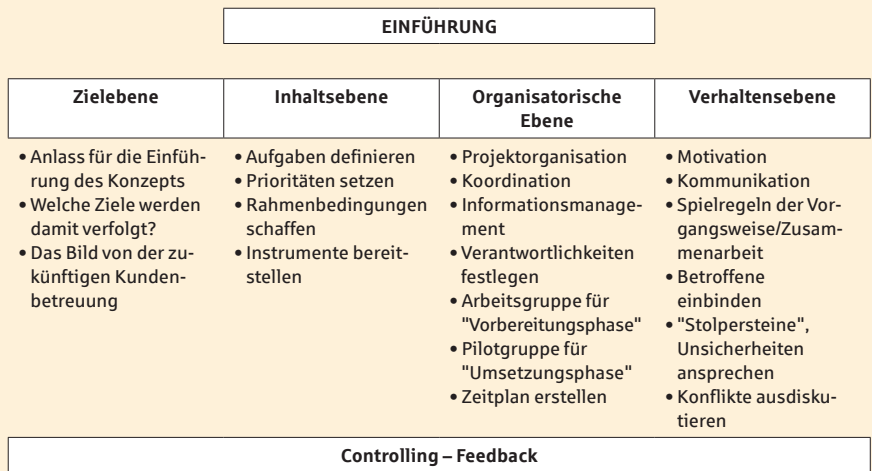 EINFÜHRUNG
Zielebene
• Anlass für die Einfüh-
rung des Konzepts
• Welche Ziele werden
damit verfolgt?
• Das Bild von der zu-
künftigen Kunden-
betreuung
Inhaltsebene
• Aufgaben definieren
• Prioritäten setzen
• Rahmenbedingungen
schaffen
• Instrumente bereit-
stellen
Organisatorische
Ebene
• Projektorganisation
• Koordination
• Informationsmanage-
ment
• Verantwortlichkeiten
festlegen
• Arbeitsgruppe für
"Vorbereitungsphase"
• Pilotgruppe für
"Umsetzungsphase"
• Zeitplan erstellen
Verhaltensebene
• Motivation
• Kommunikation
• Spielregeln der Vor-
gangsweise/Zusam-
menarbeit
• Betroffene
einbinden
• "Stolpersteine",
Unsicherheiten
ansprechen
• Konflikte ausdisku-
tieren
Controlling – Feedback